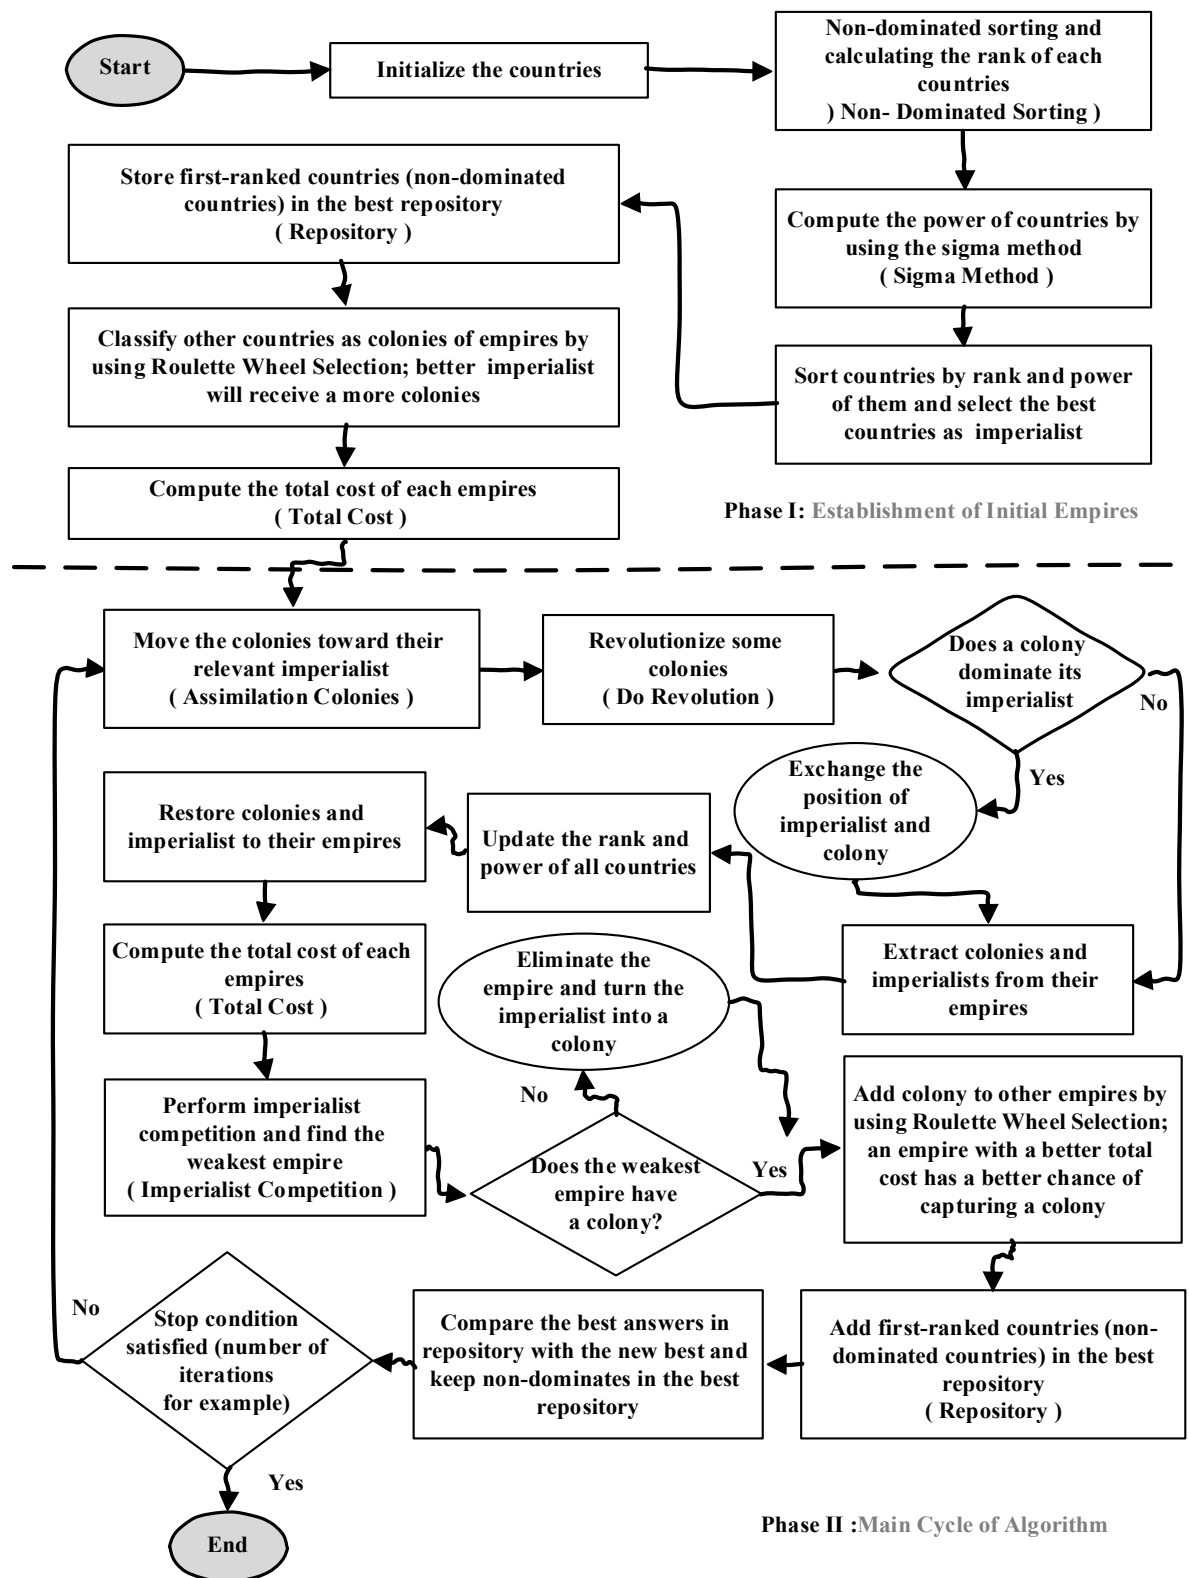 Start
Initialize the countries
Non-dominated sorting and
calculating the rank of each
countries
) Non- Dominated Sorting )
Store first-ranked countries (non-dominated
countries) in the best repository
( Repository )
Compute the power of countries by
using the sigma method
( Sigma Method )
Classify other countries as colonies of empires by
using Roulette Wheel Selection; better imperialist
will receive a more colonies
Sort countries by rank and power
of them and select the best
countries as imperialist
Compute the total cost of each empires
( Total Cost )
Phase I: Establishment of Initial Empires
Move the colonies toward their
relevant imperialist
( Assimilation Colonies )
Revolutionize some
colonies
( Do Revolution )
Does a colony
dominate its
imperialist
No
Yes
Exchange the
position of
imperialist and
colony
Restore colonies and
imperialist to their empires
Update the rank and
power of all countries
Extract colonies and
imperialists from their
empires
Compute the total cost of each
empires
( Total Cost )
Eliminate the
empire and turn the
imperialist into a
colony
Perform imperialist
competition and find the
weakest empire
( Imperialist Competition )
No
Does the weakest
empire have
a colony?
Yes
Add colony to other empires by
using Roulette Wheel Selection;
an empire with a better total
cost has a better chance of
capturing a colony
No
Stop condition
satisfied (number of
iterations
for example)
Compare the best answers in
repository with the new best and
keep non-dominates in the best
repository
Add first-ranked countries (non-
dominated countries) in the best
repository
( Repository )
Yes
End
Phase II :Main Cycle of Algorithm